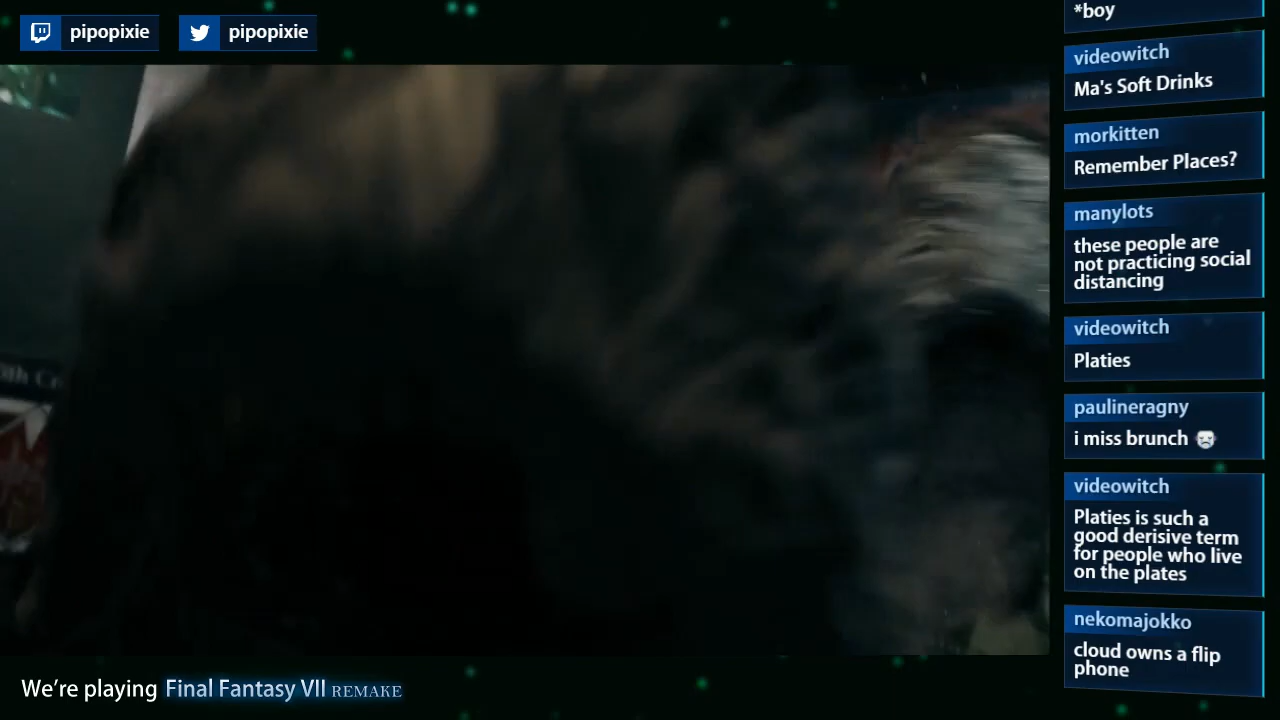 pipopixie
pipopixie
*boy
videowitch
Ma's Soft Drinks
morkitten
Remember Places?
manylots
these people are
not practicing social
distancing
videowitch
Platies
paulineragny
i miss brunch
videowitch
Platies is such a
good derisive term
for people who live
on the plates
nekomajokko
cloud owns a flip
phone
We're playing Final Fantasy VII REMAKE